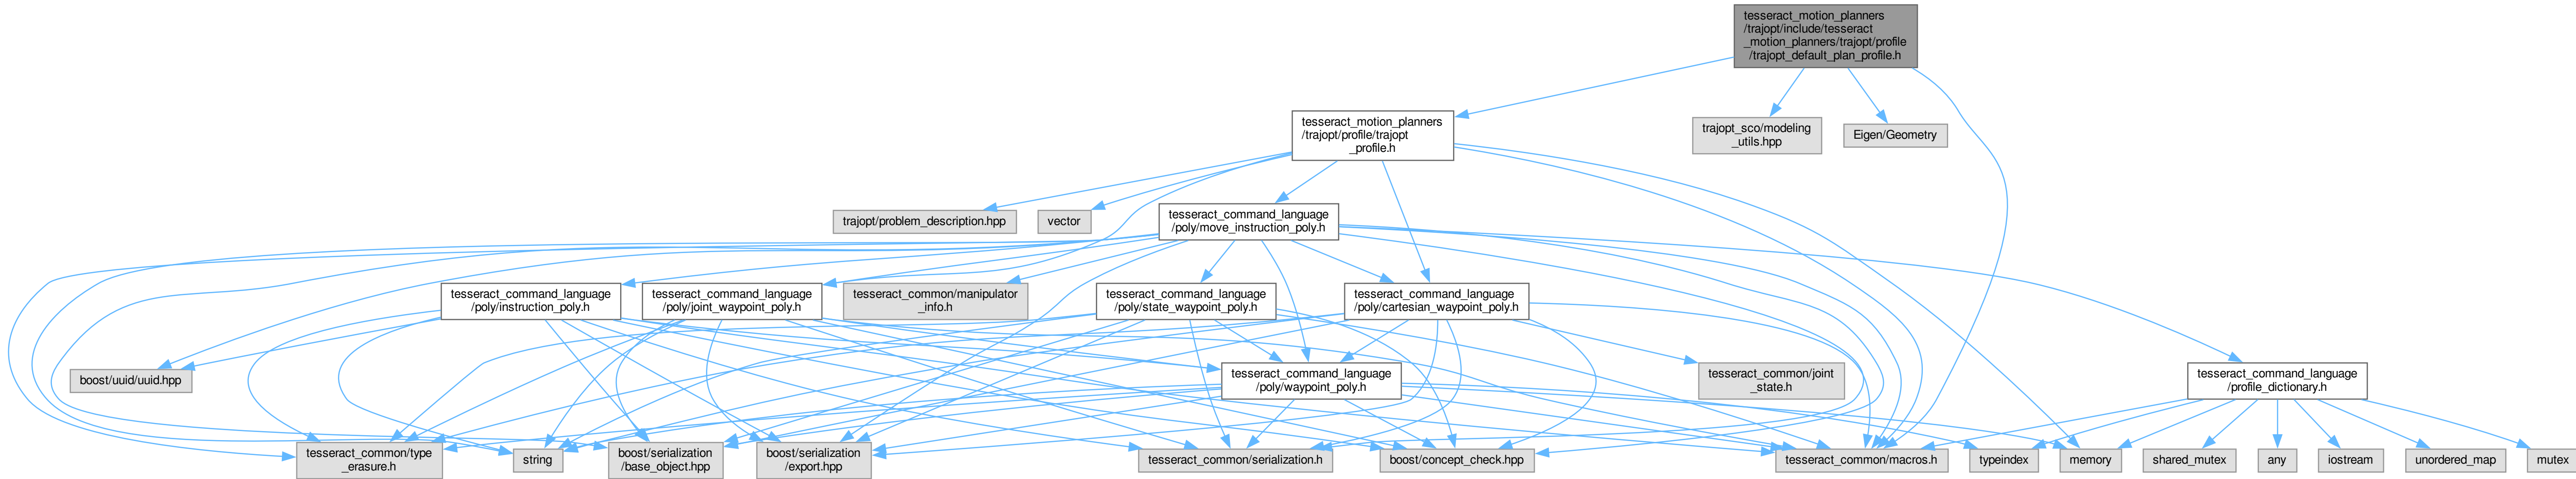 tesseract_motion_planners
/trajopt/include/tesseract
_motion_planners/trajopt/profile
/trajopt_default_plan_profile.h
tesseract_motion_planners
/trajopt/profile/trajopt
_profile.h
trajopt_sco/modeling
_utils.hpp
Eigen/Geometry
trajopt/problem_description.hpp
vector
tesseract_command_language
/poly/move_instruction_poly.h
tesseract_command_language
/poly/instruction_poly.h
tesseract_command_language
/poly/joint_waypoint_poly.h
tesseract_common/manipulator
_info.h
tesseract_command_language
/poly/state_waypoint_poly.h
tesseract_command_language
/poly/cartesian_waypoint_poly.h
boost/uuid/uuid.hpp
tesseract_command_language
/poly/waypoint_poly.h
tesseract_common/joint
_state.h
tesseract_command_language
/profile_dictionary.h
tesseract_common/type
_erasure.h
string
boost/serialization
/base_object.hpp
boost/serialization
/export.hpp
tesseract_common/serialization.h
boost/concept_check.hpp
tesseract_common/macros.h
typeindex
memory
shared_mutex
any
iostream
unordered_map
mutex